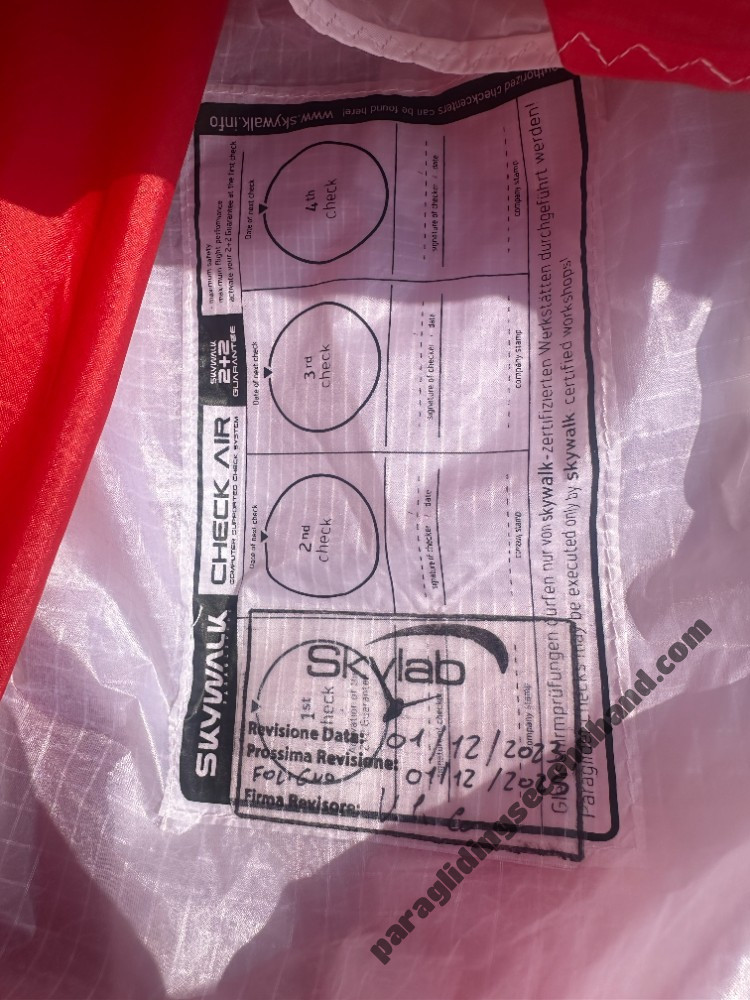 SKYWALK
CHECK AIR
COMPUTER SUPPORTED CHECK SYSTEM
SKYWALK
2+2
GUARANTEE
maximum safety
maximum flight performance
activate your 2+2 Guarantee at the first check
www.skywalk.info
authorized checkcenters can be found here!
1st
check
Date of next check
2nd
check
signature of checker / date
company stamp
Date of next check
3rd
check
signature of checker / date
company stamp
Date of next check
4th
check
signature of checker / date
company stamp
Skylab
Revisione Data: 01/12/202
Prossima Revisione: 01/12/202
FOLIGNO
Firma Revisore:
company stamp
dürfen nur von skywalk-zertifizierten Werkstätten durchgeführt werden!
Paraglider checks may be executed only by skywalk certified workshops!
paraglidingsecondhand.com